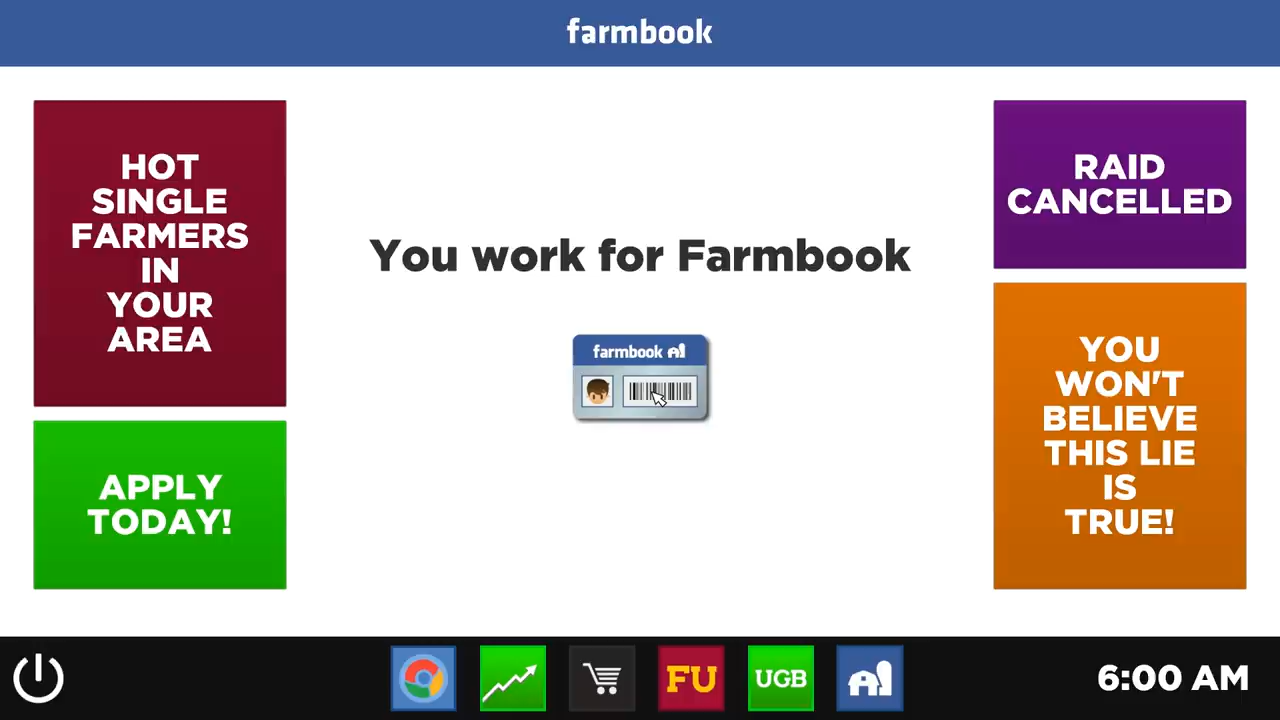 farmbook
HOT
SINGLE
FARMERS
IN
YOUR
AREA
APPLY
TODAY!
You work for Farmbook
farmbook
RAID
CANCELLED
YOU
WON'T
BELIEVE
THIS LIE
IS
TRUE!
FU
UGB
6:00 AM